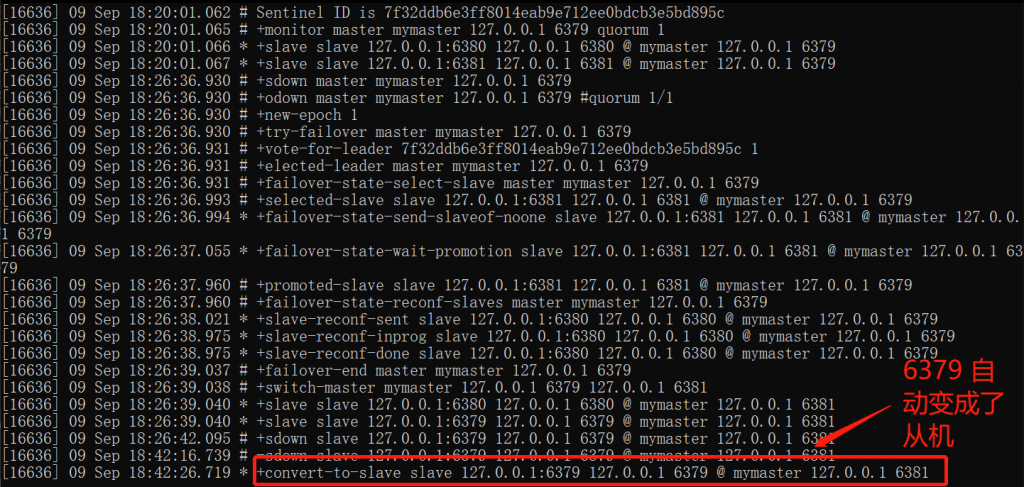 [16636] 09 Sep 18:20:01.062 # Sentinel ID is 7f32ddb6e3ff8014eab9e712ee0bdcb3e5bd895c
[16636] 09 Sep 18:20:01.065 # +monitor master mymaster 127.0.0.1 6379 quorum 1
[16636] 09 Sep 18:20:01.066 * +slave slave 127.0.0.1:6380 127.0.0.1 6380 @ mymaster 127.0.0.1 6379
[16636] 09 Sep 18:20:01.067 * +slave slave 127.0.0.1:6381 127.0.0.1 6381 @ mymaster 127.0.0.1 6379
[16636] 09 Sep 18:26:36.930 # +sdown master mymaster 127.0.0.1 6379
[16636] 09 Sep 18:26:36.930 # +odown master mymaster 127.0.0.1 6379 #quorum 1/1
[16636] 09 Sep 18:26:36.930 # +new-epoch 1
[16636] 09 Sep 18:26:36.930 # +try-failover master mymaster 127.0.0.1 6379
[16636] 09 Sep 18:26:36.931 # +vote-for-leader 7f32ddb6e3ff8014eab9e712ee0bdcb3e5bd895c 1
[16636] 09 Sep 18:26:36.931 # +elected-leader master mymaster 127.0.0.1 6379
[16636] 09 Sep 18:26:36.931 # +failover-state-select-slave master mymaster 127.0.0.1 6379
[16636] 09 Sep 18:26:36.993 # +selected-slave slave 127.0.0.1:6381 127.0.0.1 6381 @ mymaster 127.0.0.1 6379
[16636] 09 Sep 18:26:36.994 * +failover-state-send-slaveof-noone slave 127.0.0.1:6381 127.0.0.1 6381 @ mymaster 127.0.0.
1 6379
[16636] 09 Sep 18:26:37.055 * +failover-state-wait-promotion slave 127.0.0.1:6381 127.0.0.1 6381 @ mymaster 127.0.0.1 63
79
[16636] 09 Sep 18:26:37.960 # +promoted-slave slave 127.0.0.1:6381 127.0.0.1 6381 @ mymaster 127.0.0.1 6379
[16636] 09 Sep 18:26:37.960 # +failover-state-reconf-slaves master mymaster 127.0.0.1 6379
[16636] 09 Sep 18:26:38.021 * +slave-reconf-sent slave 127.0.0.1:6380 127.0.0.1 6380 @ mymaster 127.0.0.1 6379
[16636] 09 Sep 18:26:38.975 * +slave-reconf-inprog slave 127.0.0.1:6380 127.0.0.1 6380 @ mymaster 127.0.0.1 6379
[16636] 09 Sep 18:26:38.975 * +slave-reconf-done slave 127.0.0.1:6380 127.0.0.1 6380 @ mymaster 127.0.0.1 6379
[16636] 09 Sep 18:26:39.037 # +failover-end master mymaster 127.0.0.1 6379
[16636] 09 Sep 18:26:39.038 # +switch-master mymaster 127.0.0.1 6379 127.0.0.1 6381
[16636] 09 Sep 18:26:39.040 * +slave slave 127.0.0.1:6380 127.0.0.1 6380 @ mymaster 127.0.0.1 6381
[16636] 09 Sep 18:26:39.040 * +slave slave 127.0.0.1:6379 127.0.0.1 6379 @ mymaster 127.0.0.1 6381
[16636] 09 Sep 18:26:42.095 # +sdown slave 127.0.0.1:6379 127.0.0.1 6379 @ mymaster 127.0.0.1 6381
[16636] 09 Sep 18:42:16.739 # -sdown slave 127.0.0.1:6379 127.0.0.1 6379 @ mymaster 127.0.0.1 6381
[16636] 09 Sep 18:42:26.719 * +convert-to-slave slave 127.0.0.1:6379 127.0.0.1 6379 @ mymaster 127.0.0.1 6381
6379 自
动变成了
从机